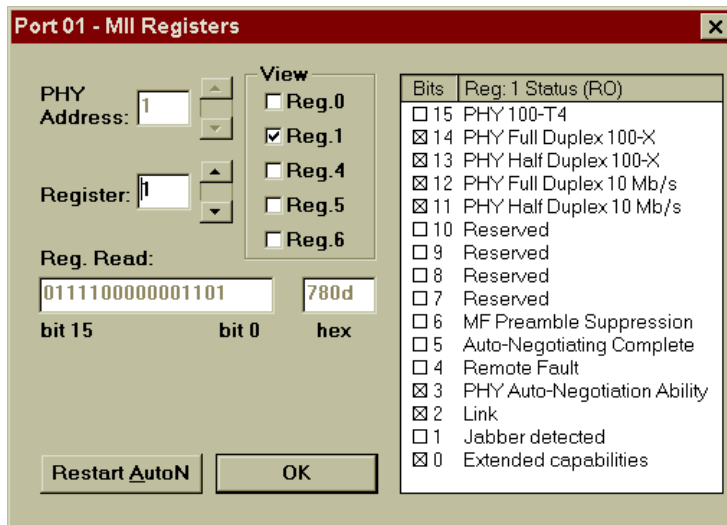 Port 01 - MII Registers
PHY
Address:
1
Register:
1
View
Reg.0
Reg.1
Reg.4
Reg.5
Reg.6
Reg. Read:
0111100000001101
780d
bit 15
bit 0
hex
Restart AutoN
OK
Bits Reg: 1 Status (RO)
15 PHY 100-T4
14 PHY Full Duplex 100-X
13 PHY Half Duplex 100-X
12 PHY Full Duplex 10 Mb/s
11 PHY Half Duplex 10 Mb/s
10 Reserved
9 Reserved
8 Reserved
7 Reserved
6 MF Preamble Suppression
5 Auto-Negotiating Complete
4 Remote Fault
3 PHY Auto-Negotiation Ability
2 Link
1 Jabber detected
0 Extended capabilities